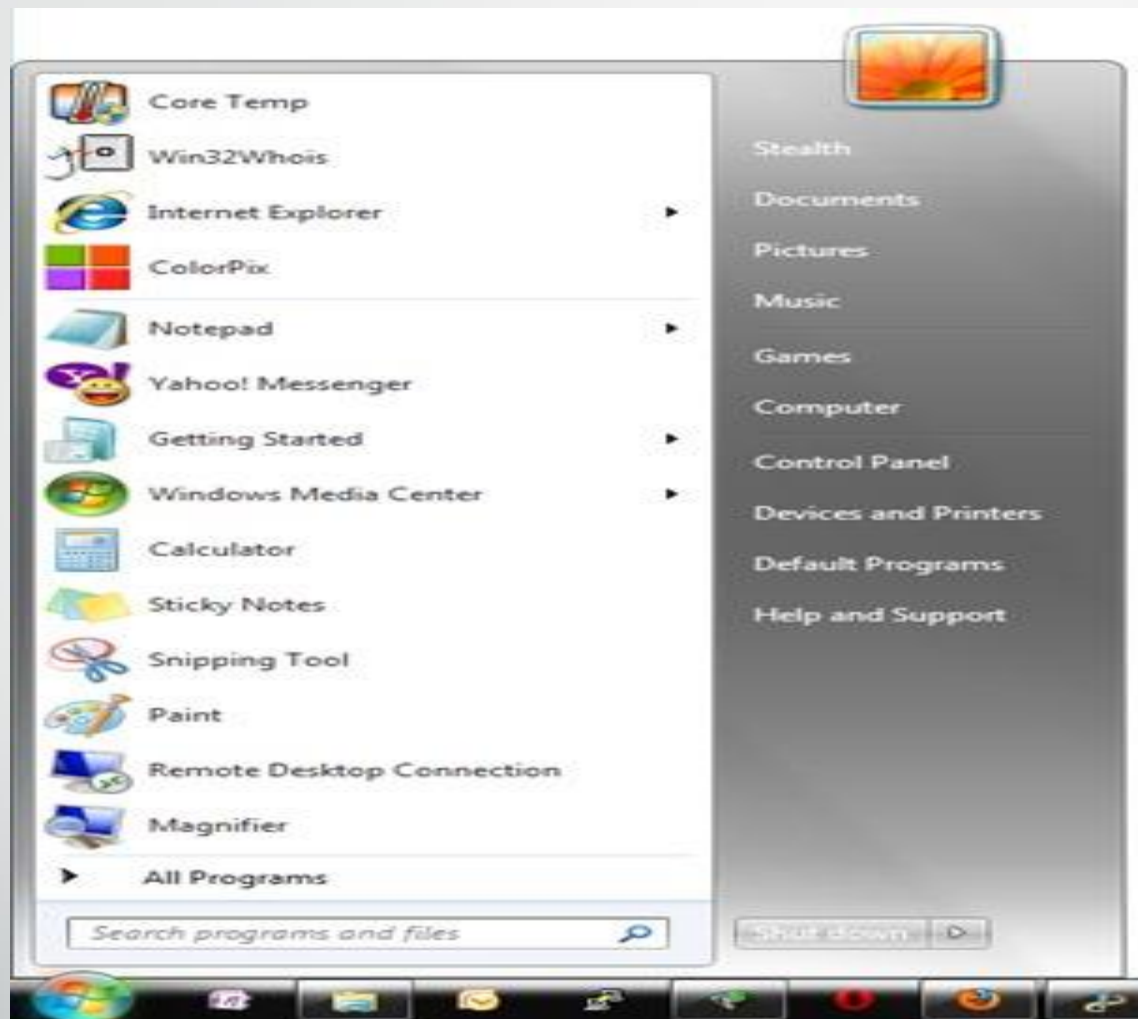 Core Temp
Win32Whois
Internet Explorer
ColorPix
Notepad
Yahoo! Messenger
Getting Started
Windows Media Center
Calculator
Sticky Notes
Snipping Tool
Paint
Remote Desktop Connection
Magnifier
All Programs
Search programs and files
Stealth
Documents
Pictures
Music
Games
Computer
Control Panel
Devices and Printers
Default Programs
Help and Support
Shut down